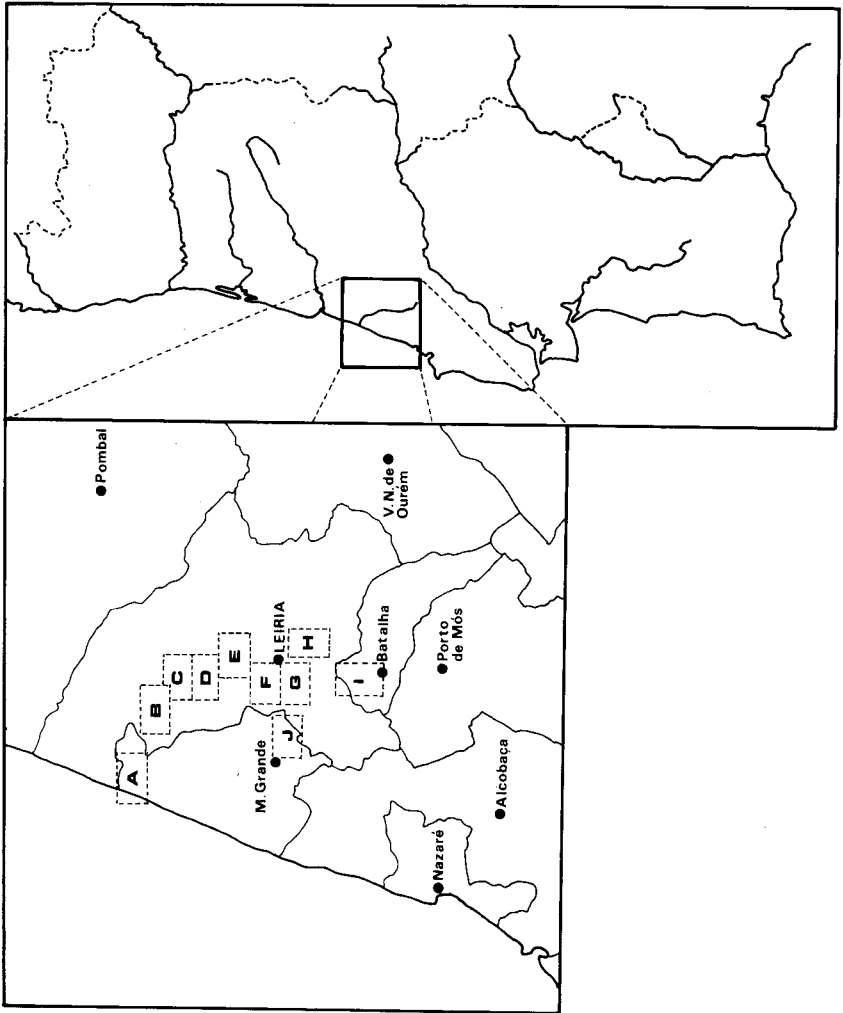 Pombal
V.N. de
Ourém
LEIRIA
Batalha
Porto
de Mós
M. Grande
Alcobaça
Nazaré
A
B
C
D
E
F
G
H
I
J